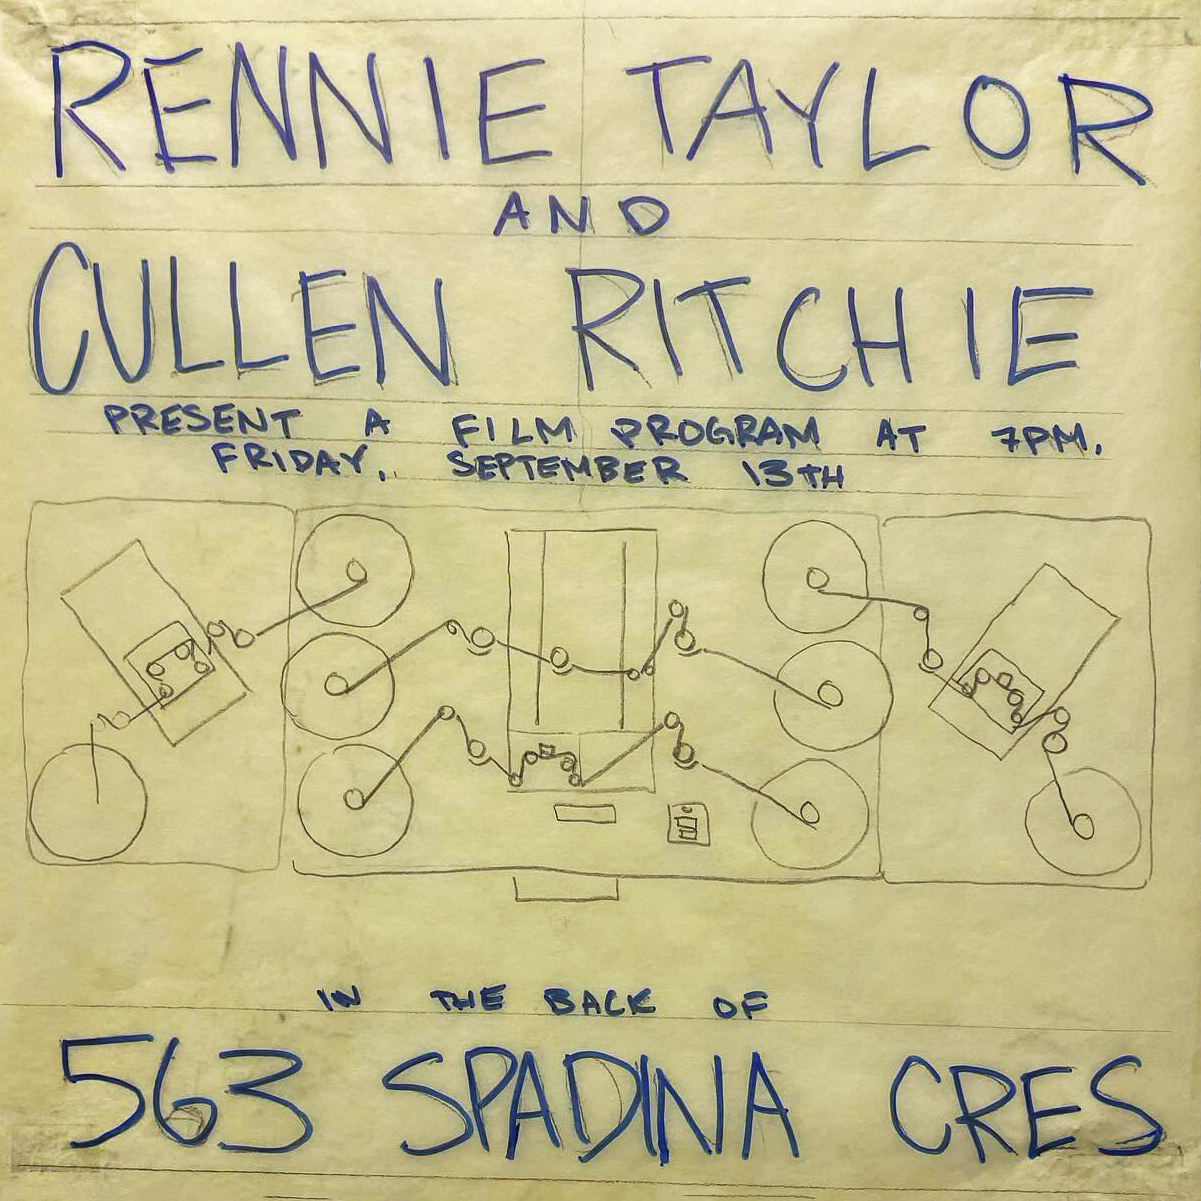 RENNIE TAYLOR
AND
CULLEN RITCHIE
PRESENT A FILM PROGRAM AT 7PM.
FRIDAY, SEPTEMBER 13TH
IN THE BACK OF
563 SPADINA CRES